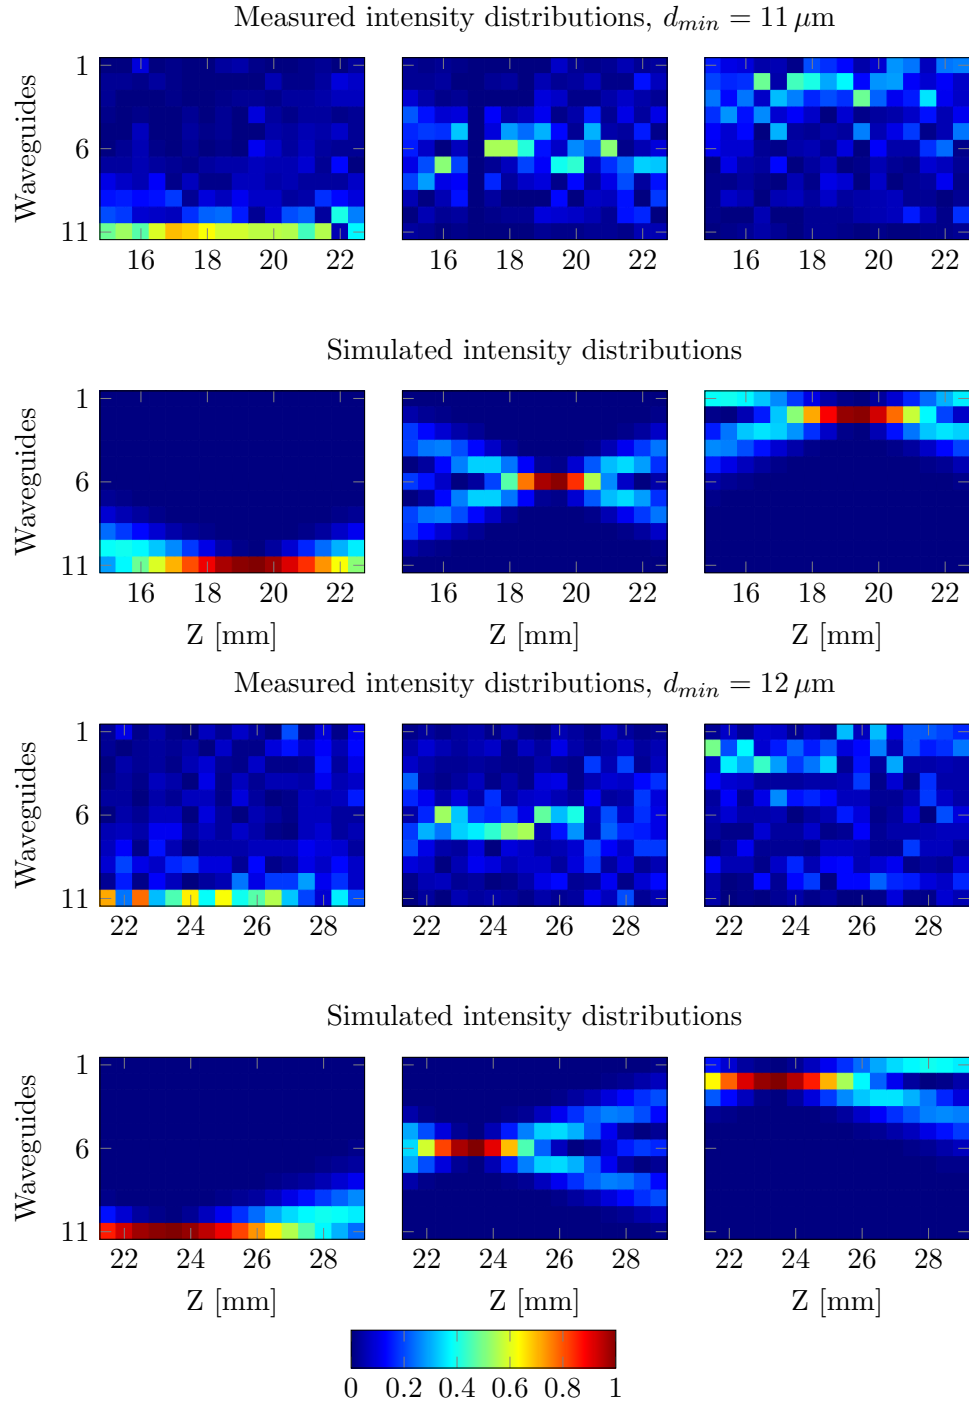 Measured intensity distributions, d_min = 11 μm
Waveguides
1
6
11
16 18 20 22 16 18 20 22 16 18 20 22
Simulated intensity distributions
Waveguides
1
6
11
16 18 20 22 16 18 20 22 16 18 20 22
Z [mm] Z [mm] Z [mm]
Measured intensity distributions, d_min = 12 μm
Waveguides
1
6
11
22 24 26 28 22 24 26 28 22 24 26 28
Simulated intensity distributions
Waveguides
1
6
11
22 24 26 28 22 24 26 28 22 24 26 28
Z [mm] Z [mm] Z [mm]
0 0.2 0.4 0.6 0.8 1